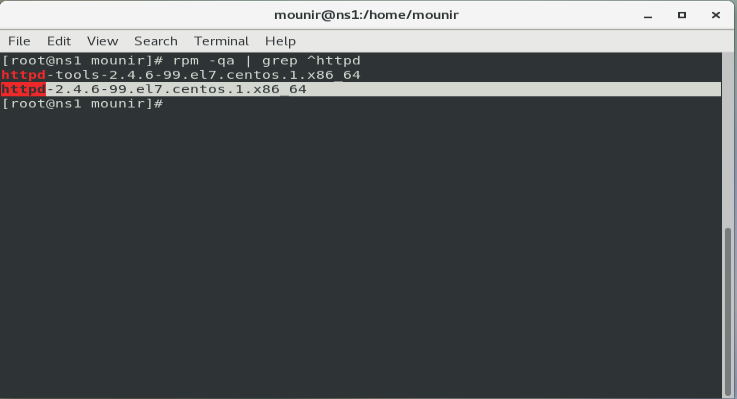 mounir@ns1:/home/mounir
File Edit View Search Terminal Help
[root@ns1 mounir]# rpm -qa | grep ^httpd
httpd-tools-2.4.6-99.el7.centos.1.x86_64
httpd-2.4.6-99.el7.centos.1.x86_64
[root@ns1 mounir]#